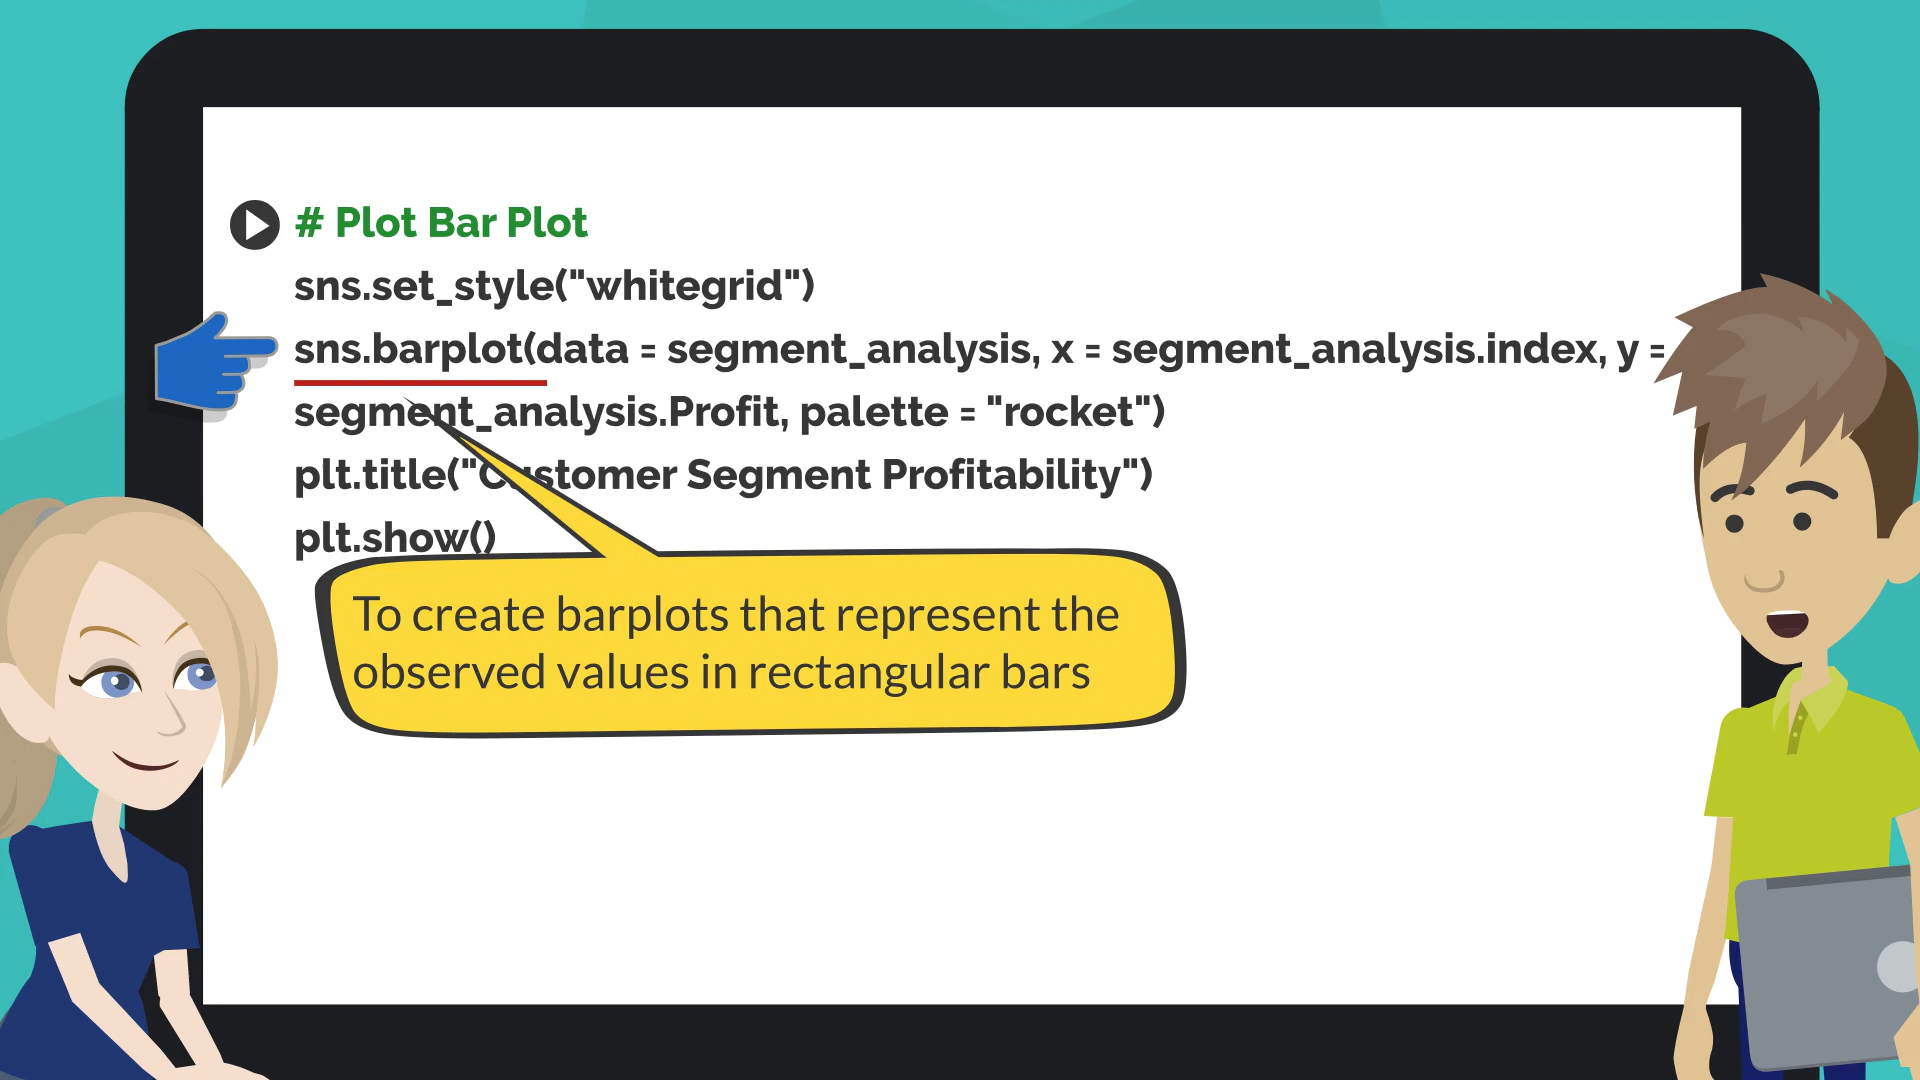 # Plot Bar Plot
sns.set_style("whitegrid")
sns.barplot(data = segment_analysis, x = segment_analysis.index, y =
segment_analysis.Profit, palette = "rocket")
plt.title("Customer Segment Profitability")
plt.show()
To create barplots that represent the
observed values in rectangular bars